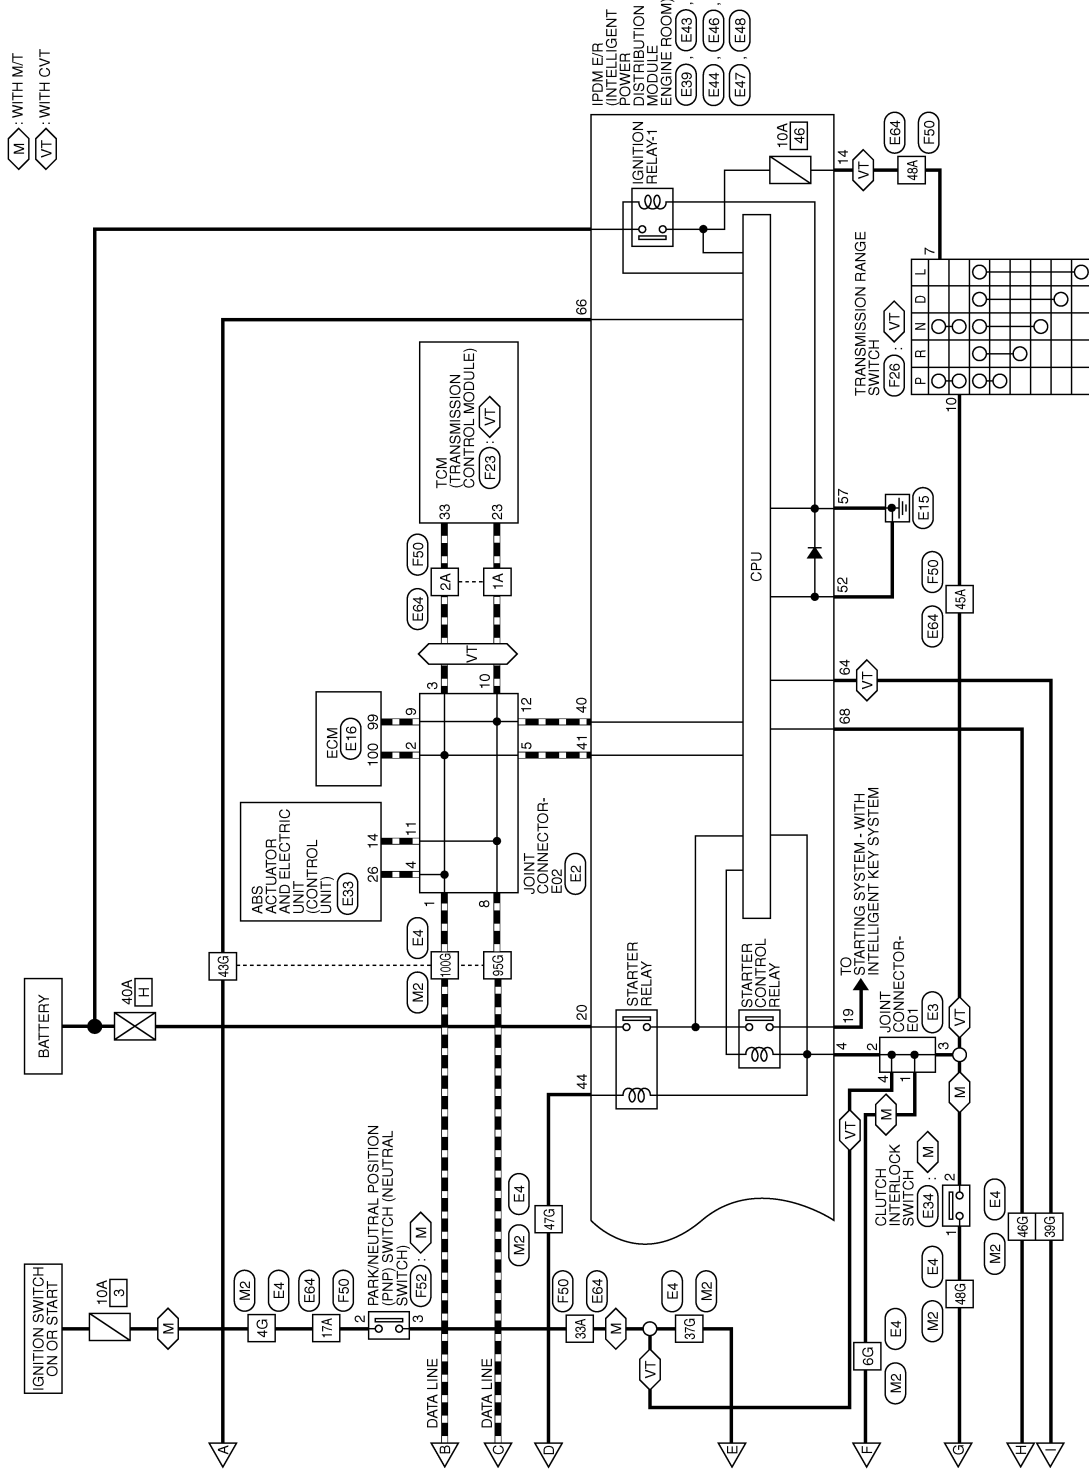 M : WITH M/T
VT : WITH CVT
IGNITION SWITCH
ON OR START
10A
3
M
M2
4G
E4
E64
17A
F50
2
PARK/NEUTRAL POSITION
(PNP) SWITCH (NEUTRAL
SWITCH)
F52 : M
3
F50
33A
E64
M
E4
37G
M2
VT
BATTERY
40A
H
43G
M2
100G
E4
95G
DATA LINE
DATA LINE
M2
47G
E4
ABS
ACTUATOR
AND ELECTRIC
UNIT
(CONTROL
UNIT)
E33
26
14
ECM
E16
100
99
4
11
2
9
1
8
3
10
5
12
41
40
JOINT
CONNECTOR-
E02
E2
VT
E64
F50
2A
1A
33
23
TCM
(TRANSMISSION
CONTROL MODULE)
F23 : VT
66
44
20
IPDM E/R
(INTELLIGENT
POWER
DISTRIBUTION
MODULE
ENGINE ROOM)
E39 , E43 ,
E44 , E46 ,
E47 , E48
IGNITION
RELAY-1
10A
46
STARTER
RELAY
STARTER
CONTROL
RELAY
CPU
4
19
68
64
52
57
14
TO
STARTING SYSTEM - WITH
INTELLIGENT KEY SYSTEM
JOINT
CONNECTOR-
E01
E3
2
4
1
3
VT
M
VT
M
VT
VT
E15
E64
48A
F50
E64
45A
F50
TRANSMISSION RANGE
SWITCH
F26 : VT
P R N D L
10
7
CLUTCH
INTERLOCK
SWITCH
E34 : M
1
2
M2
6G
E4
M2
48G
E4
M2
E4
46G
39G
A
B
C
D
E
F
G
H
I